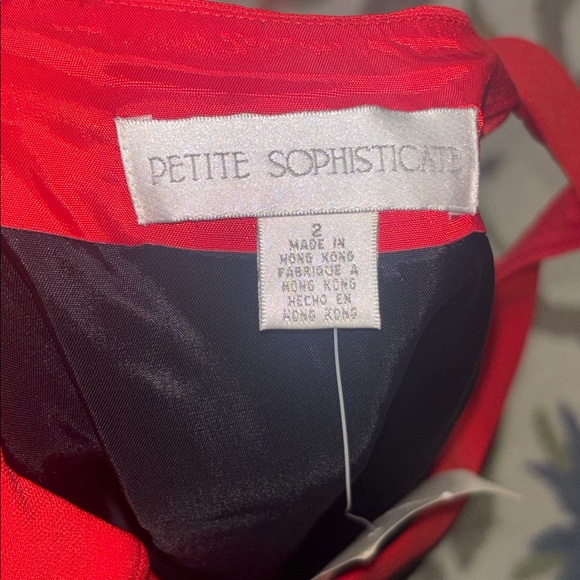 PETITE SOPHISTICATE
2
MADE IN
HONG KONG
FABRIQUE A
HONG KONG
HECHO EN
HONG KONG